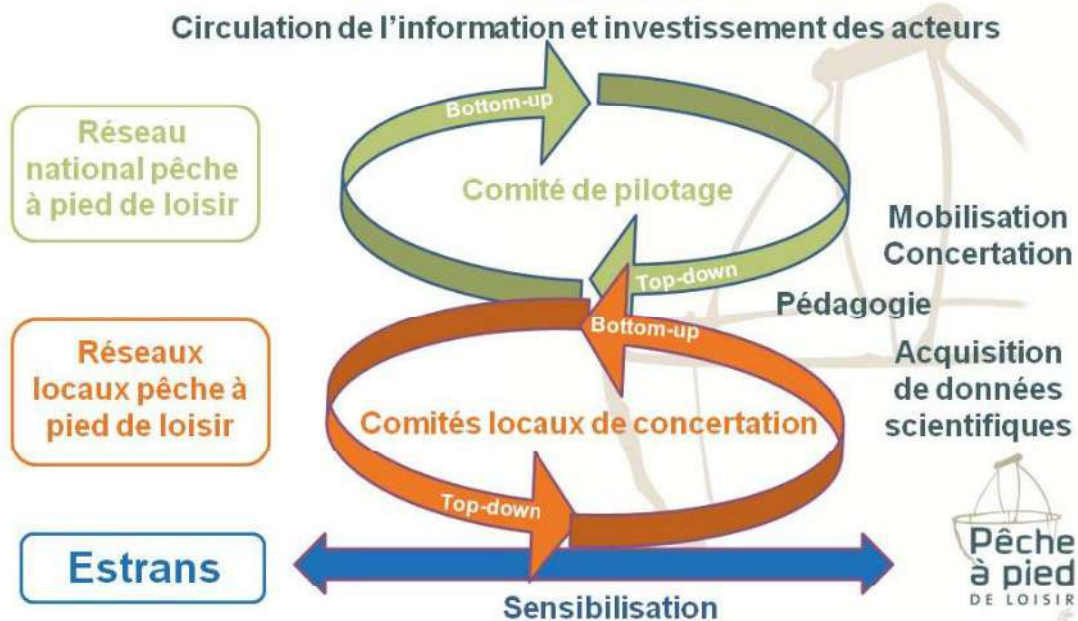 Circulation de l'information et investissement des acteurs
Bottom-up
Réseau
national pêche
à pied de loisir
Comité de pilotage
Mobilisation
Concertation
Top-down
Pédagogie
Bottom-up
Réseaux
locaux pêche à
pied de loisir
Acquisition
de données
scientifiques
Comités locaux de concertation
Top-down
Estrans
Sensibilisation
Pêche
à pied
DE LOISIR